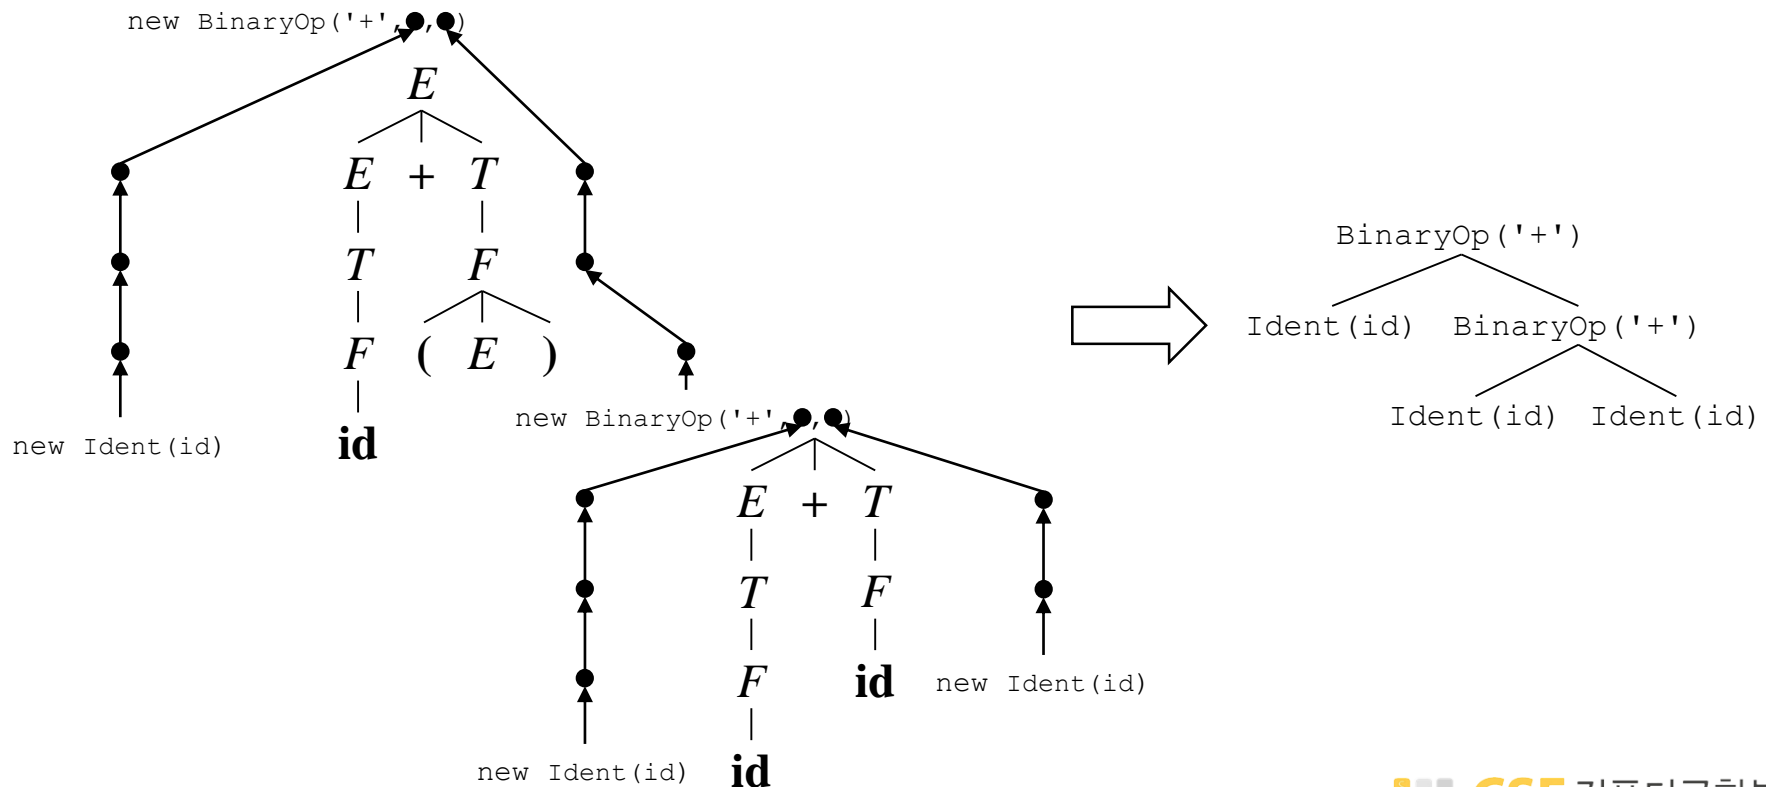 new BinaryOp('+',●,●)
E
E + T
BinaryOp('+')
T F
Ident(id) BinaryOp('+')
F ( E )
Ident(id) Ident(id)
new BinaryOp('+',●,●)
new Ident(id) id
E + T
T F
F id new Ident(id)
new Ident(id) id
CSE